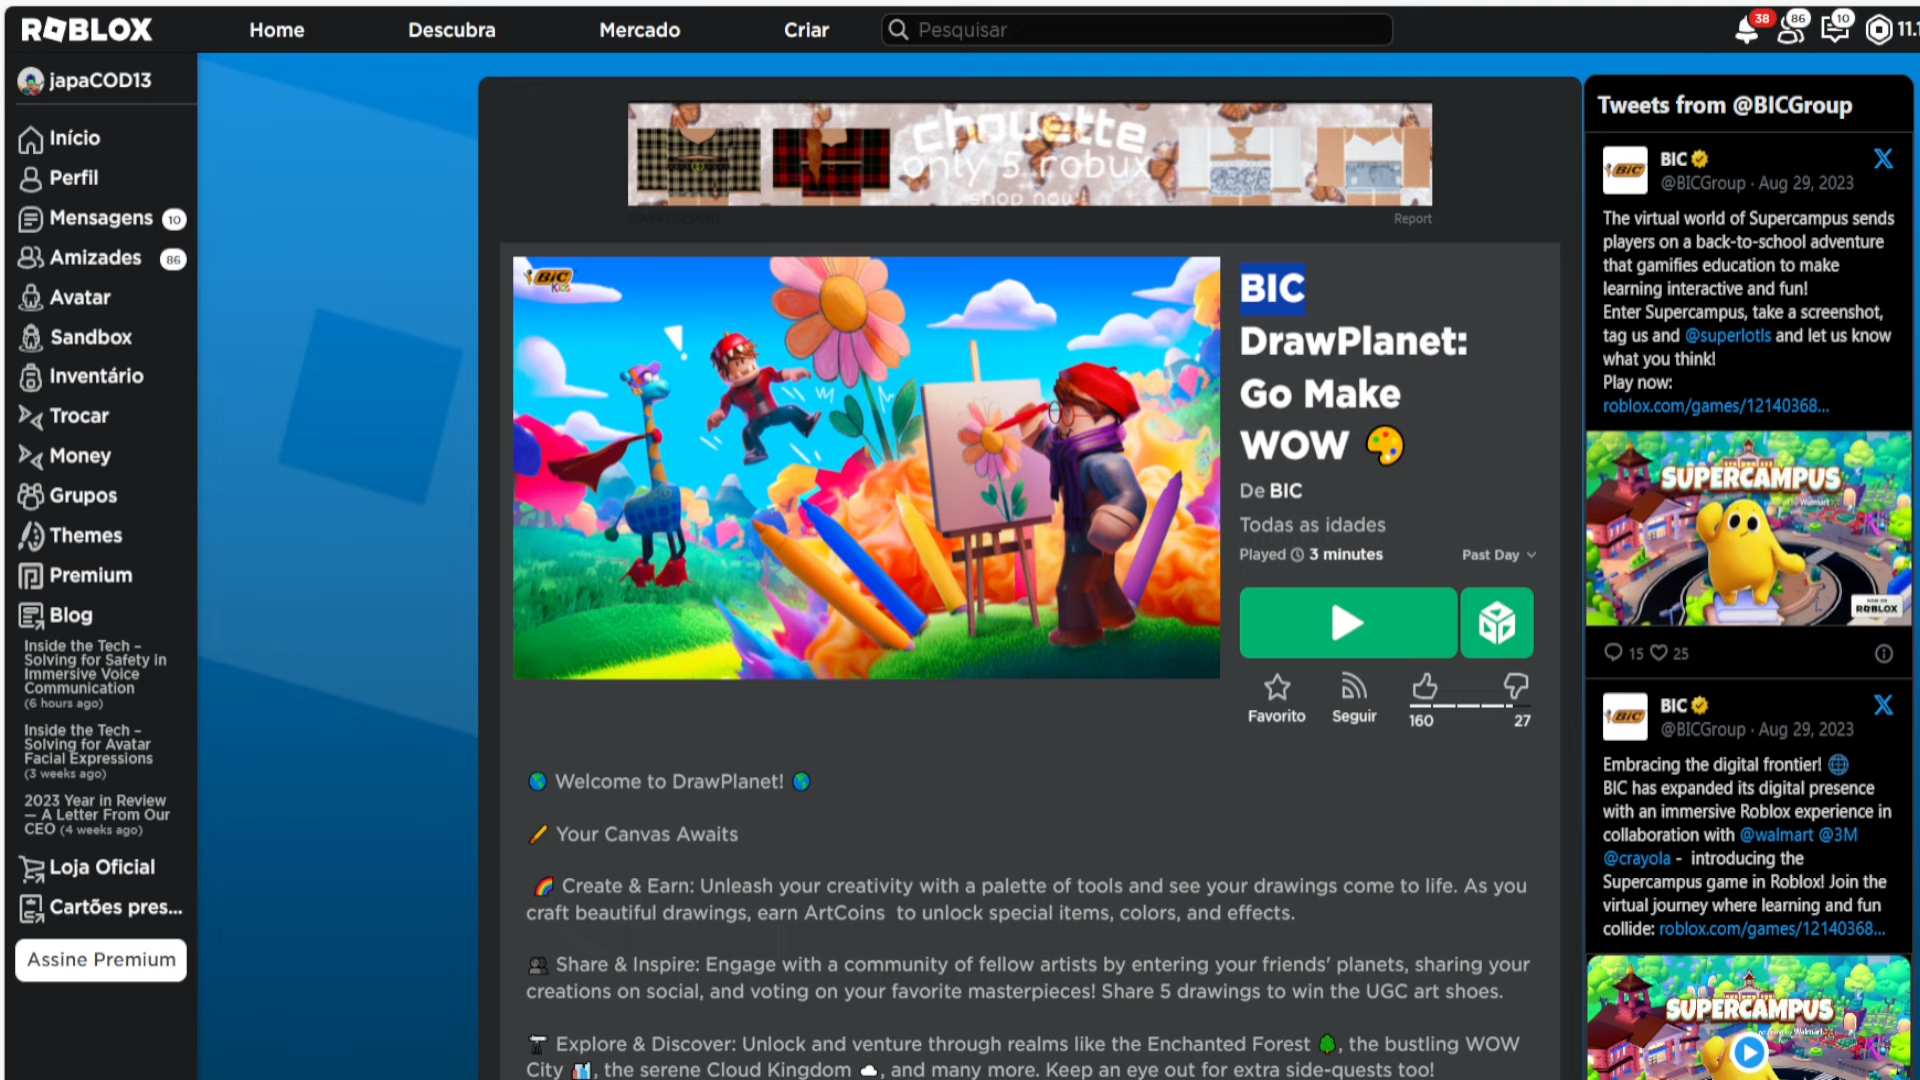 ROBLOX
Home
Descubra
Mercado
Criar
Pesquisar
38
86
10
11.1
japaCOD13
Início
Perfil
Mensagens 10
Amizades 86
Avatar
Sandbox
Inventário
Trocar
Money
Grupos
Themes
Premium
Blog
Inside the Tech –
Solving for Safety in
Immersive Voice
Communication
(6 hours ago)
Inside the Tech –
Solving for Avatar
Facial Expressions
(3 weeks ago)
2023 Year in Review
— A Letter From Our
CEO (4 weeks ago)
Loja Oficial
Cartões pres...
Assine Premium
chouette
only 5 robux
shop now!
ADVERTISEMENT
Report
BIC
Kids
BIC
DrawPlanet:
Go Make
WOW 🎨
De BIC
Todas as idades
Played 3 minutes
Past Day
Favorito
Seguir
160
27
🌎 Welcome to DrawPlanet! 🌎
🖍️ Your Canvas Awaits
🌈 Create & Earn: Unleash your creativity with a palette of tools and see your drawings come to life. As you
craft beautiful drawings, earn ArtCoins to unlock special items, colors, and effects.
👥 Share & Inspire: Engage with a community of fellow artists by entering your friends' planets, sharing your
creations on social, and voting on your favorite masterpieces! Share 5 drawings to win the UGC art shoes.
Explore & Discover: Unlock and venture through realms like the Enchanted Forest 🌳, the bustling WOW
City 🏙️, the serene Cloud Kingdom ☁️, and many more. Keep an eye out for extra side-quests too!
Tweets from @BICGroup
BIC
BIC
@BICGroup · Aug 29, 2023
The virtual world of Supercampus sends
players on a back-to-school adventure
that gamifies education to make
learning interactive and fun!
Enter Supercampus, take a screenshot,
tag us and @superlotls and let us know
what you think!
Play now:
roblox.com/games/12140368...
SUPERCAMPUS
Walmart
NOW ON
ROBLOX
15
25
BIC
BIC
@BICGroup · Aug 29, 2023
Embracing the digital frontier! 🌐
BIC has expanded its digital presence
with an immersive Roblox experience in
collaboration with @walmart @3M
@crayola - introducing the
Supercampus game in Roblox! Join the
virtual journey where learning and fun
collide: roblox.com/games/12140368...
SUPERCAMPUS
Walmart